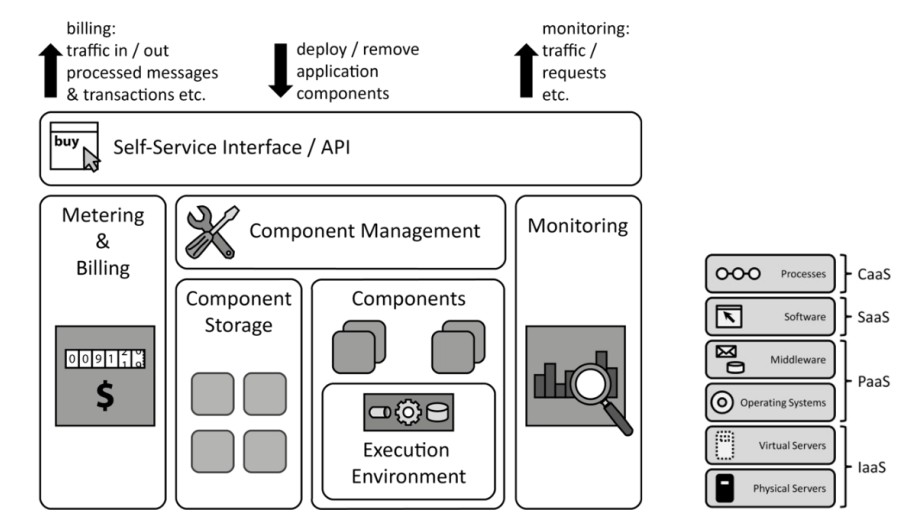 billing:
traffic in / out
processed messages
& transactions etc.
deploy / remove
application
components
monitoring:
traffic /
requests
etc.
buy
Self-Service Interface / API
Metering
&
Billing
0 0 9 1
$
Component Management
Component
Storage
Components
Execution
Environment
Monitoring
Processes
CaaS
Software
SaaS
Middleware
Operating Systems
PaaS
Virtual Servers
Physical Servers
IaaS